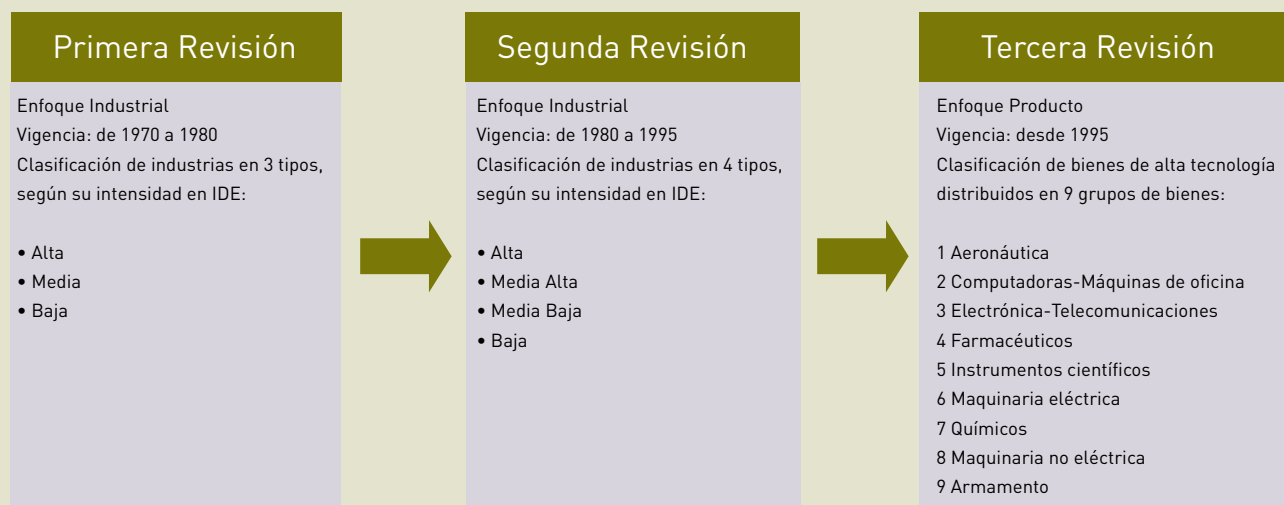 Primera Revisión
Enfoque Industrial
Vigencia: de 1970 a 1980
Clasificación de industrias en 3 tipos,
según su intensidad en IDE:
• Alta
• Media
• Baja
Segunda Revisión
Enfoque Industrial
Vigencia: de 1980 a 1995
Clasificación de industrias en 4 tipos,
según su intensidad en IDE:
• Alta
• Media Alta
• Media Baja
• Baja
Tercera Revisión
Enfoque Producto
Vigencia: desde 1995
Clasificación de bienes de alta tecnología
distribuidos en 9 grupos de bienes:
1 Aeronáutica
2 Computadoras-Máquinas de oficina
3 Electrónica-Telecomunicaciones
4 Farmacéuticos
5 Instrumentos científicos
6 Maquinaria eléctrica
7 Químicos
8 Maquinaria no eléctrica
9 Armamento